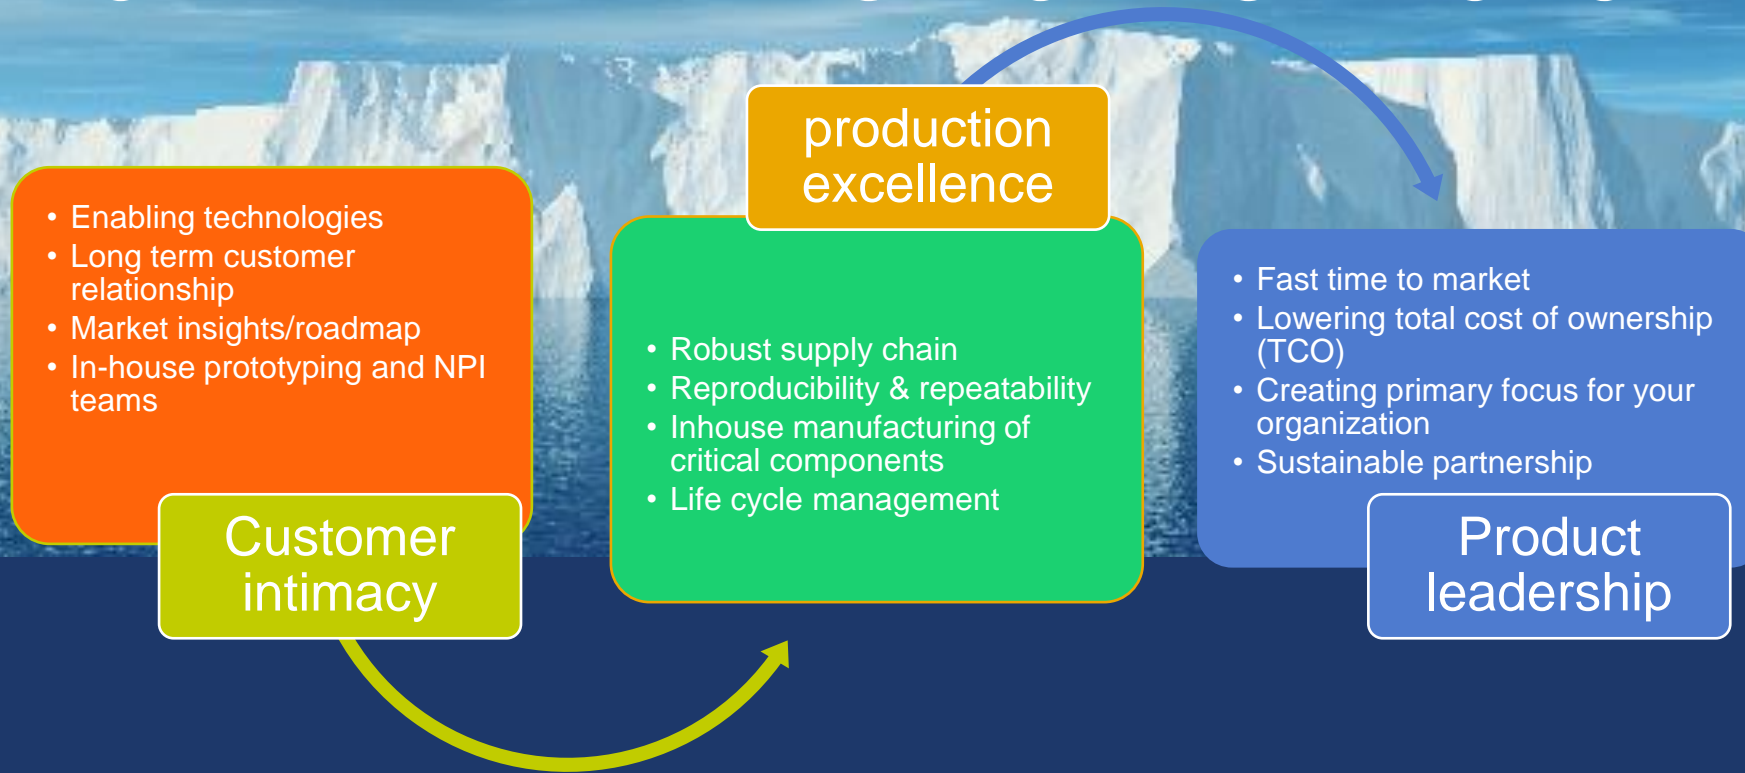 • Enabling technologies
• Long term customer
relationship
• Market insights/roadmap
• In-house prototyping and NPI
teams
Customer
intimacy
production
excellence
• Robust supply chain
• Reproducibility & repeatability
• Inhouse manufacturing of
critical components
• Life cycle management
• Fast time to market
• Lowering total cost of ownership
(TCO)
• Creating primary focus for your
organization
• Sustainable partnership
Product
leadership